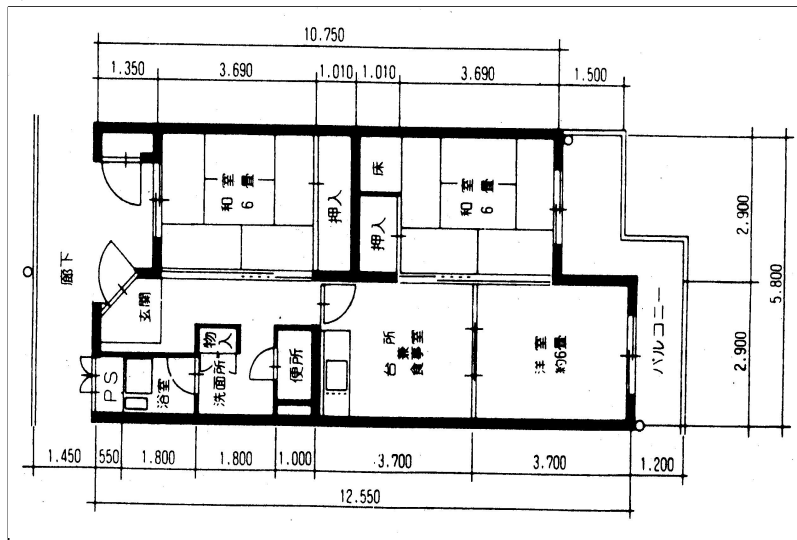 10.750
1.350 3.690 1.010 1.010 3.690 1.500
和室
6畳
押入
床
押入
和室
6畳
廊下
玄関
物入
PS
浴室
洗面所
便所
台所
兼
食事室
洋室
約6畳
バルコニー
2.900
2.900
5.800
1.450 550 1.800 1.800 1.000 3.700 3.700 1.200
12.550